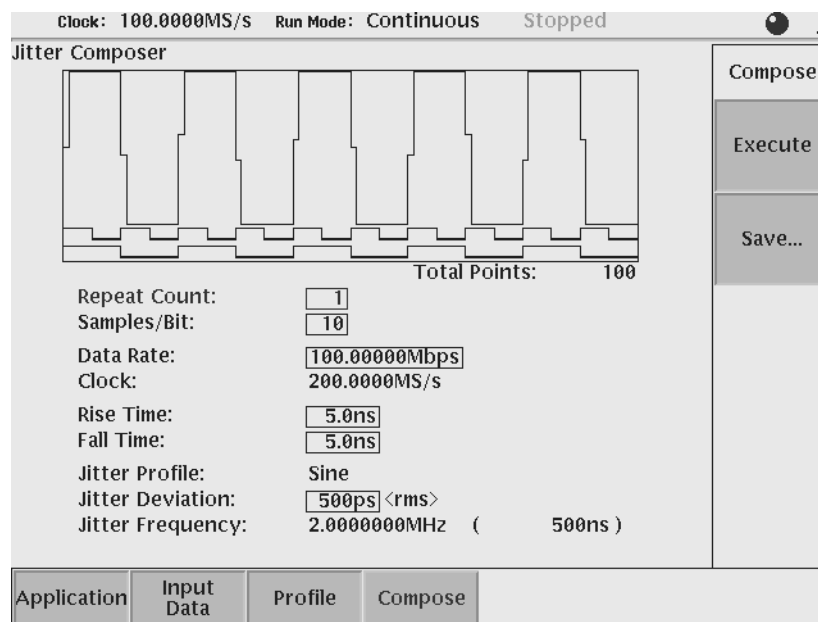 Clock: 100.0000MS/s Run Mode: Continuous Stopped
Jitter Composer
Compose
Execute
Save...
Total Points: 100
Repeat Count: 1
Samples/Bit: 10
Data Rate: 100.00000Mbps
Clock: 200.0000MS/s
Rise Time: 5.0ns
Fall Time: 5.0ns
Jitter Profile: Sine
Jitter Deviation: 500ps <rms>
Jitter Frequency: 2.0000000MHz ( 500ns )
Application Input Data Profile Compose